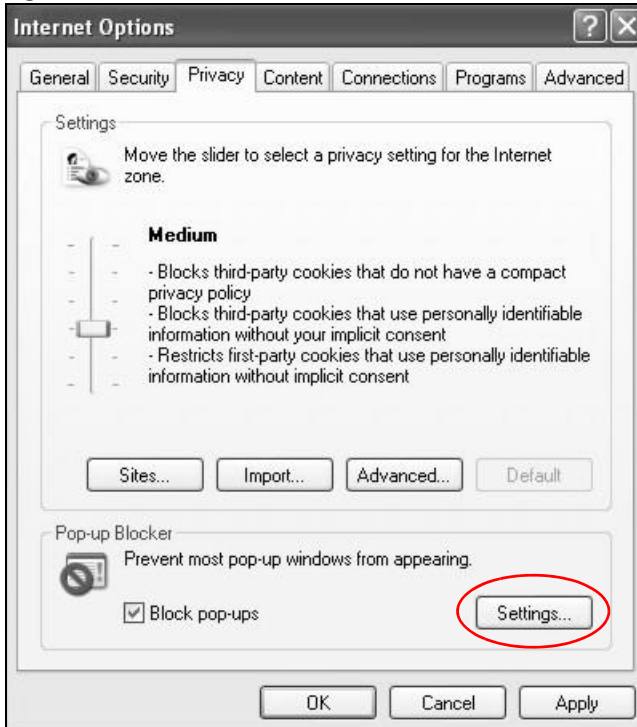 Internet Options
General Security Privacy Content Connections Programs Advanced
Settings
Move the slider to select a privacy setting for the Internet
zone.
Medium
- Blocks third-party cookies that do not have a compact
privacy policy
- Blocks third-party cookies that use personally identifiable
information without your implicit consent
- Restricts first-party cookies that use personally identifiable
information without implicit consent
Sites... Import... Advanced... Default
Pop-up Blocker
Prevent most pop-up windows from appearing.
Block pop-ups Settings...
OK Cancel Apply